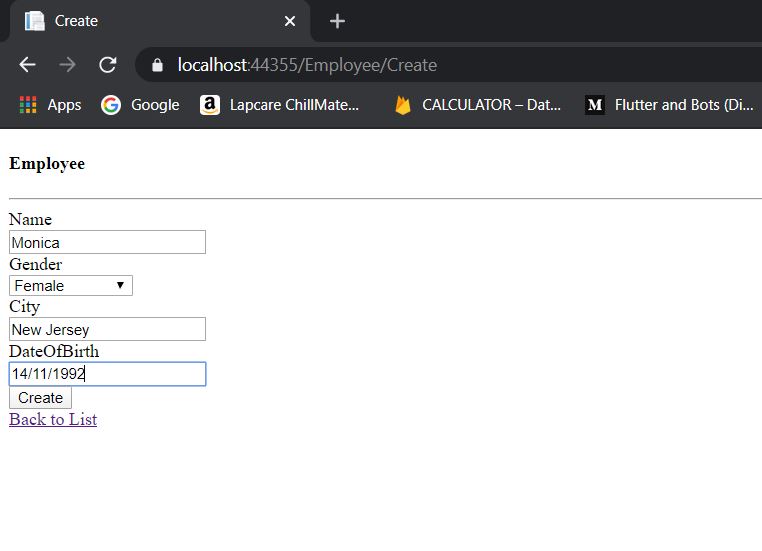 Create
localhost:44355/Employee/Create
Apps Google Lapcare ChillMate... CALCULATOR – Dat... Flutter and Bots (Di...
Employee
Name
Monica
Gender
Female
City
New Jersey
DateOfBirth
14/11/1992
Create
Back to List